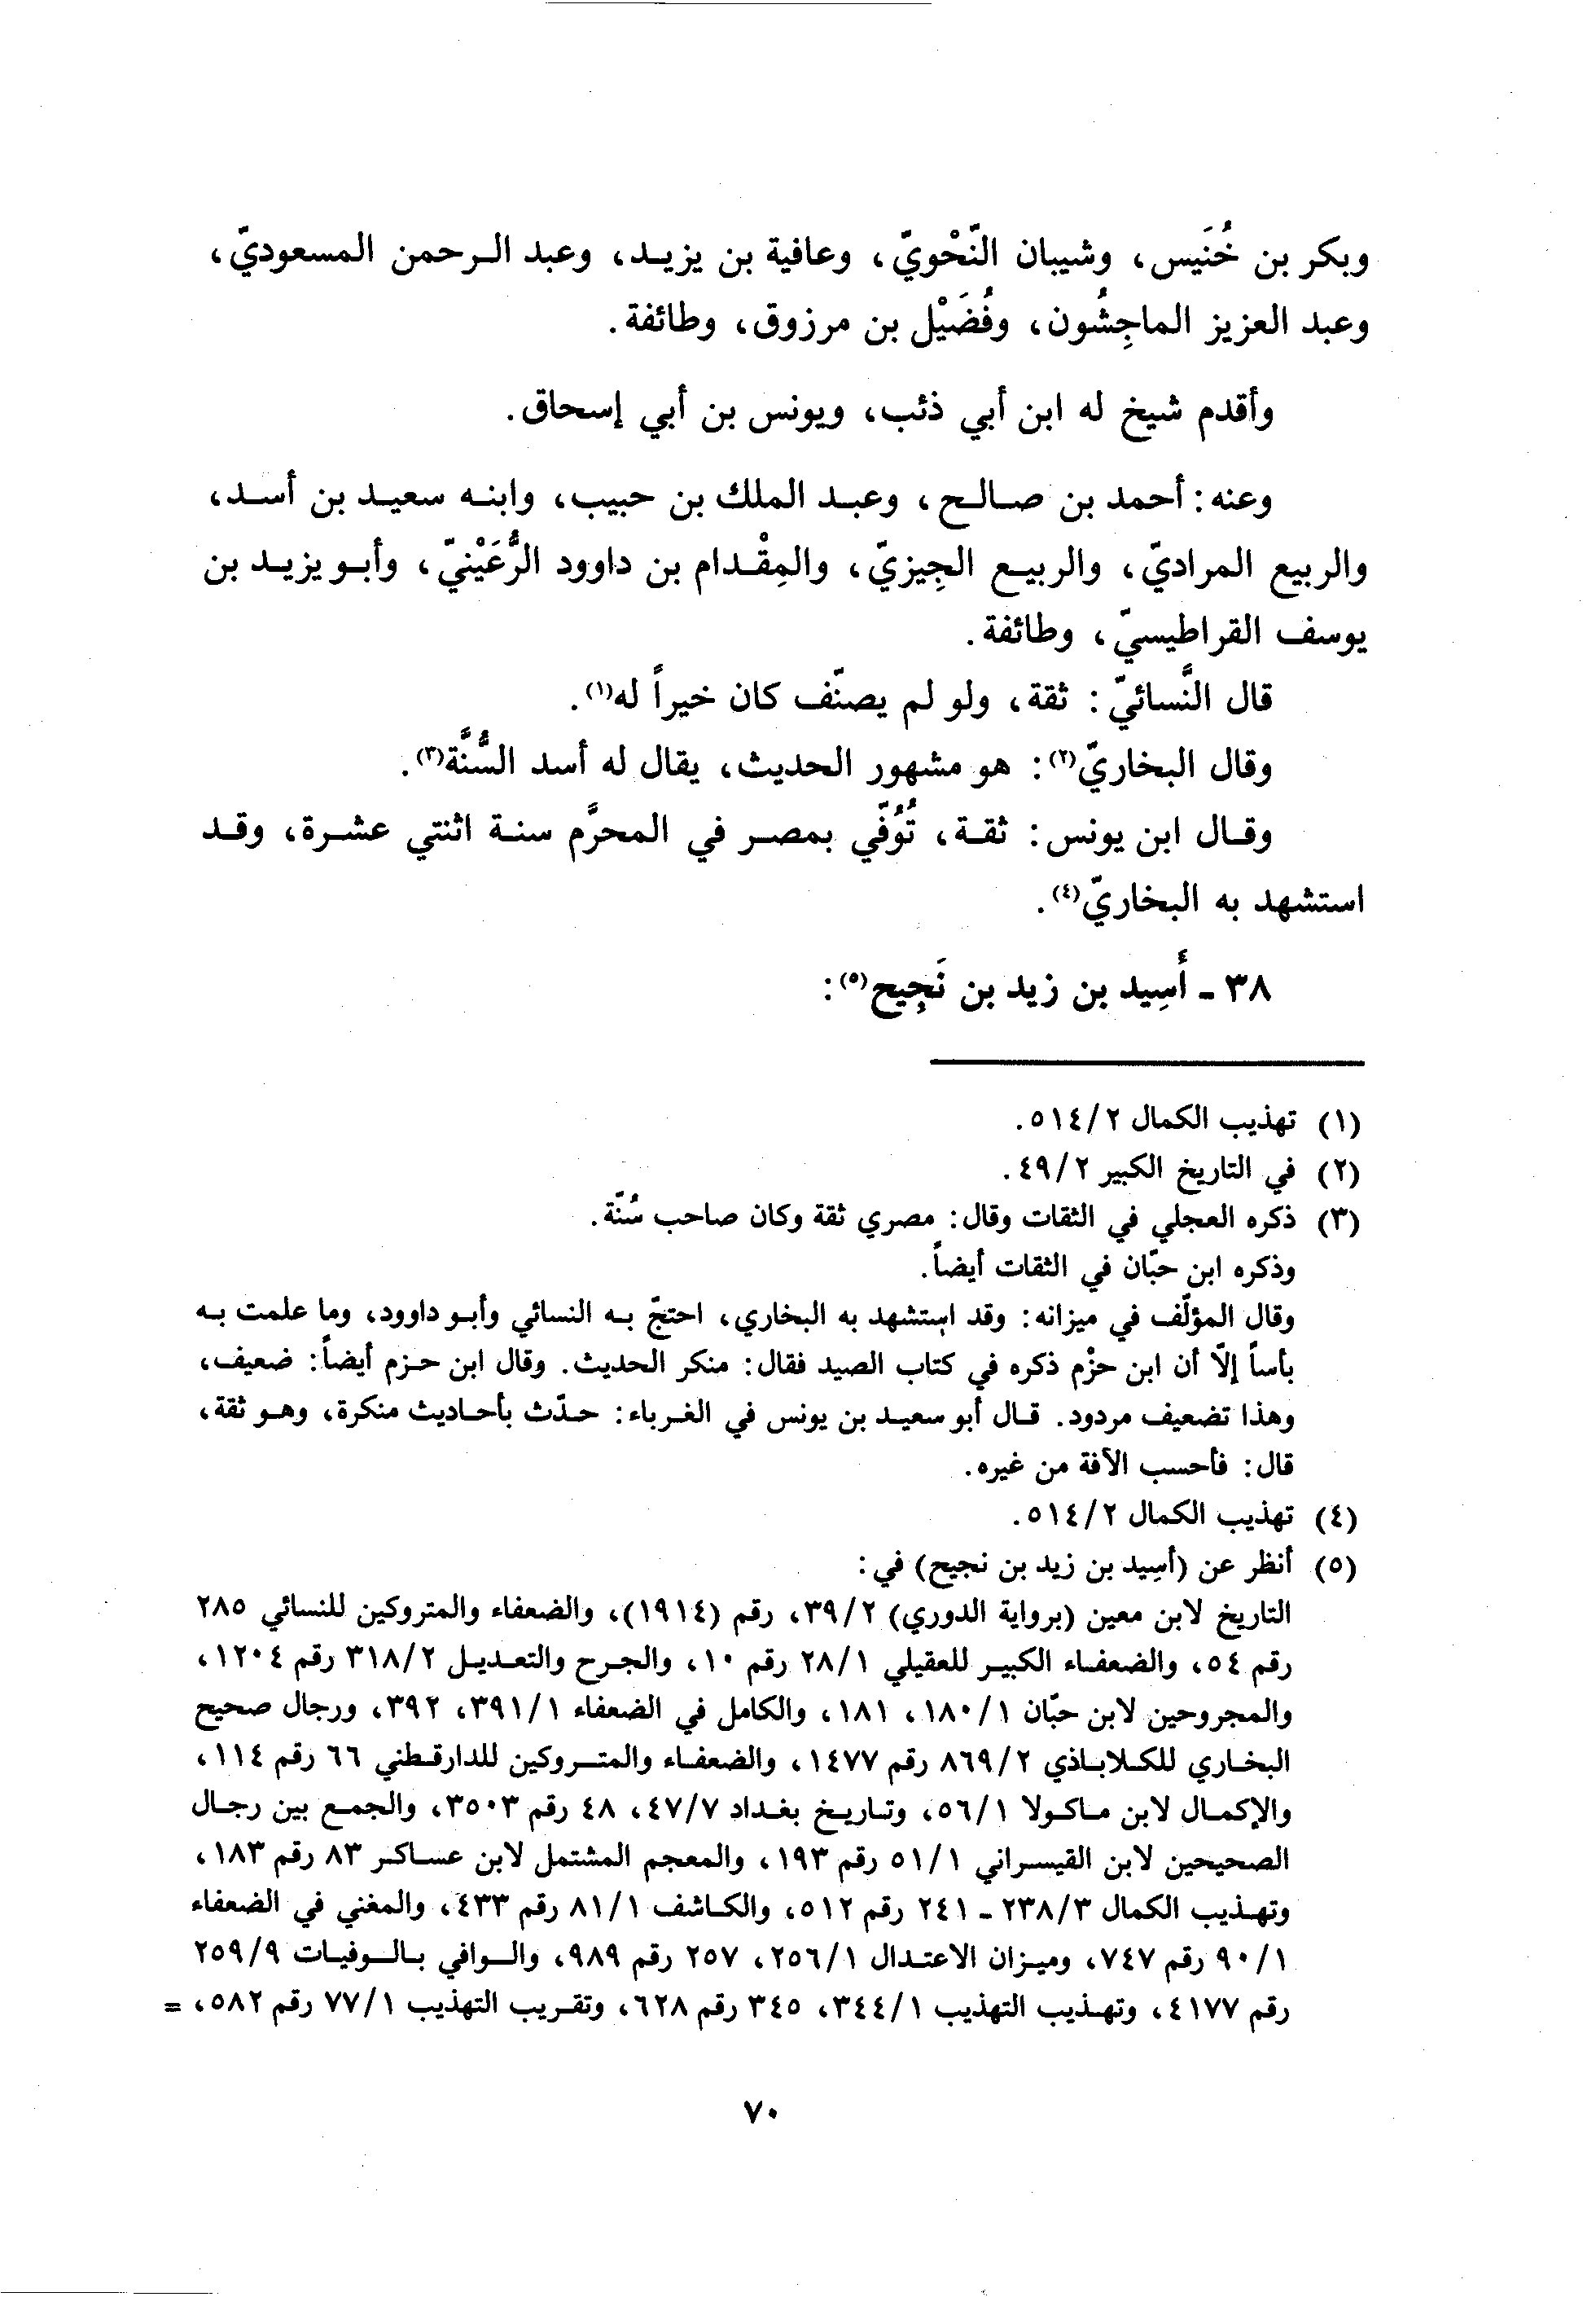 وبكر بن خُنَيس، وشيبان النّحْويّ، وعافية بن يزيد، وعبد الرحمن المسعوديّ،
وعبد العزيز الماجِشُون، وفُضَيْل بن مرزوق، وطائفة.
وأقدم شيخ له ابن أبي ذئب، ويونس بن أبي إسحاق.
وعنه: أحمد بن صالح، وعبد الملك بن حبيب، وابنه سعيد بن أسد،
والربيع المراديّ، والربيع الجِيزيّ، والمِقْدام بن داوود الرُّعَيْنيّ، وأبو يزيد بن
يوسف القراطيسيّ، وطائفة.
قال النَّسائيّ: ثقة، ولو لم يصنّف كان خيراً له(١).
وقال البخاريّ(٢): هو مشهور الحديث، يقال له أسد السُّنَّة(٣).
وقال ابن يونس: ثقة، تُوُفّي بمصر في المحرَّم سنة اثنتي عشرة، وقد
استشهد به البخاريّ(٤).
٣٨ - أَسِيد بن زيد بن نَجِيح(٥):
(١) تهذيب الكمال ٥١٤/٢.
(٢) في التاريخ الكبير ٤٩/٢.
(٣) ذكره العجلي في الثقات وقال: مصري ثقة وكان صاحب سُنّة.
وذكره ابن حبّان في الثقات أيضاً.
وقال المؤلّف في ميزانه: وقد استشهد به البخاري، احتجّ به النسائي وأبو داوود، وما علمت به
بأساً إلّا أن ابن حزْم ذكره في كتاب الصيد فقال: منكر الحديث. وقال ابن حزم أيضاً: ضعيف،
وهذا تضعيف مردود. قال أبو سعيد بن يونس في الغرباء: حدّث بأحاديث منكرة، وهو ثقة،
قال: فأحسب الآفة من غيره.
(٤) تهذيب الكمال ٥١٤/٢.
(٥) أنظر عن (أسِيد بن زيد بن نجيح) في:
التاريخ لابن معين (برواية الدوري) ٣٩/٢، رقم (١٩١٤)، والضعفاء والمتروكين للنسائي ٢٨٥
رقم ٥٤، والضعفاء الكبير للعقيلي ٢٨/١ رقم ١٠، والجرح والتعديل ٣١٨/٢ رقم ١٢٠٤،
والمجروحين لابن حبّان ١٨٠/١، ١٨١، والكامل في الضعفاء ٣٩١/١، ٣٩٢، ورجال صحيح
البخاري للكلاباذي ٨٦٩/٢ رقم ١٤٧٧، والضعفاء والمتروكين للدارقطني ٦٦ رقم ١١٤،
والإكمال لابن ماكولا ٥٦/١، وتاريخ بغداد ٤٧/٧، ٤٨ رقم ٣٥٠٣، والجمع بين رجال
الصحيحين لابن القيسراني ٥١/١ رقم ١٩٣، والمعجم المشتمل لابن عساكر ٨٣ رقم ١٨٣،
وتهذيب الكمال ٢٣٨/٣ - ٢٤١ رقم ٥١٢، والكاشف ٨١/١ رقم ٤٣٣، والمغني في الضعفاء
٩٠/١ رقم ٧٤٧، وميزان الاعتدال ٢٥٦/١، ٢٥٧ رقم ٩٨٩، والوافي بالوفيات ٢٥٩/٩
رقم ٤١٧٧، وتهذيب التهذيب ٣٤٤/١، ٣٤٥ رقم ٦٢٨، وتقريب التهذيب ٧٧/١ رقم ٥٨٢، =
٧٠